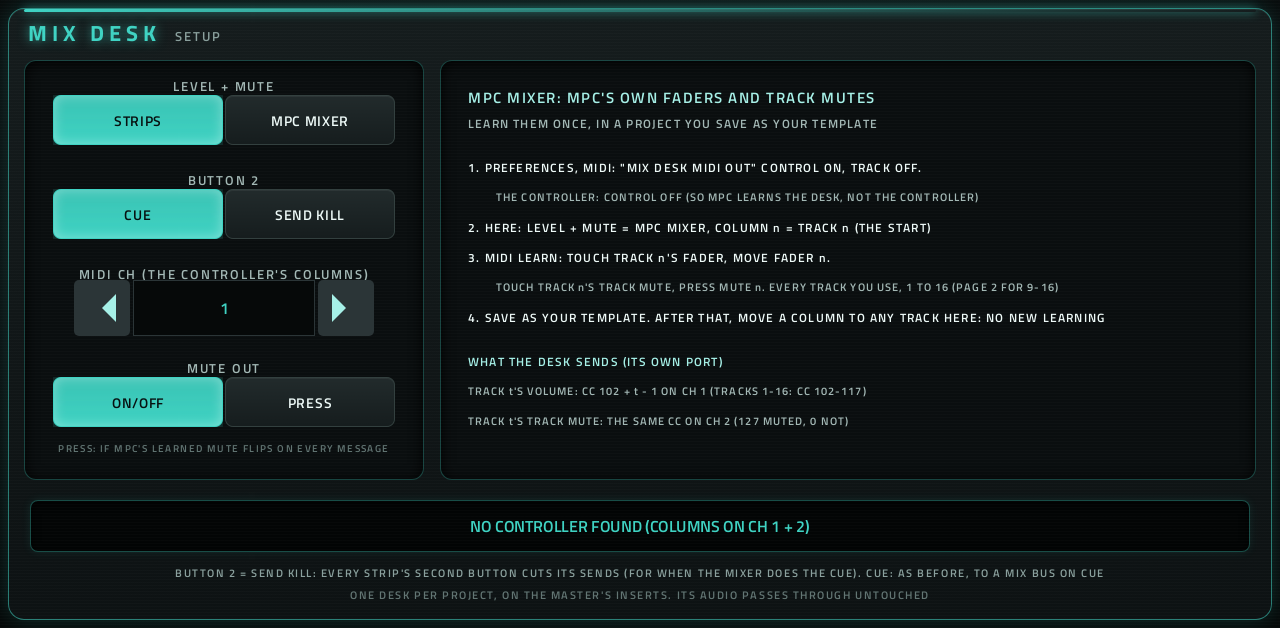 MIX DESK SETUP
LEVEL + MUTE
STRIPS
MPC MIXER
BUTTON 2
CUE
SEND KILL
MIDI CH (THE CONTROLLER'S COLUMNS)
1
MUTE OUT
ON/OFF
PRESS
PRESS: IF MPC'S LEARNED MUTE FLIPS ON EVERY MESSAGE
MPC MIXER: MPC'S OWN FADERS AND TRACK MUTES
LEARN THEM ONCE, IN A PROJECT YOU SAVE AS YOUR TEMPLATE
1. PREFERENCES, MIDI: "MIX DESK MIDI OUT" CONTROL ON, TRACK OFF.
THE CONTROLLER: CONTROL OFF (SO MPC LEARNS THE DESK, NOT THE CONTROLLER)
2. HERE: LEVEL + MUTE = MPC MIXER, COLUMN n = TRACK n (THE START)
3. MIDI LEARN: TOUCH TRACK n'S FADER, MOVE FADER n.
TOUCH TRACK n'S TRACK MUTE, PRESS MUTE n. EVERY TRACK YOU USE, 1 TO 16 (PAGE 2 FOR 9-16)
4. SAVE AS YOUR TEMPLATE. AFTER THAT, MOVE A COLUMN TO ANY TRACK HERE: NO NEW LEARNING
WHAT THE DESK SENDS (ITS OWN PORT)
TRACK t'S VOLUME: CC 102 + t - 1 ON CH 1 (TRACKS 1-16: CC 102-117)
TRACK t'S TRACK MUTE: THE SAME CC ON CH 2 (127 MUTED, 0 NOT)
NO CONTROLLER FOUND (COLUMNS ON CH 1 + 2)
BUTTON 2 = SEND KILL: EVERY STRIP'S SECOND BUTTON CUTS ITS SENDS (FOR WHEN THE MIXER DOES THE CUE). CUE: AS BEFORE, TO A MIX BUS ON CUE
ONE DESK PER PROJECT, ON THE MASTER'S INSERTS. ITS AUDIO PASSES THROUGH UNTOUCHED